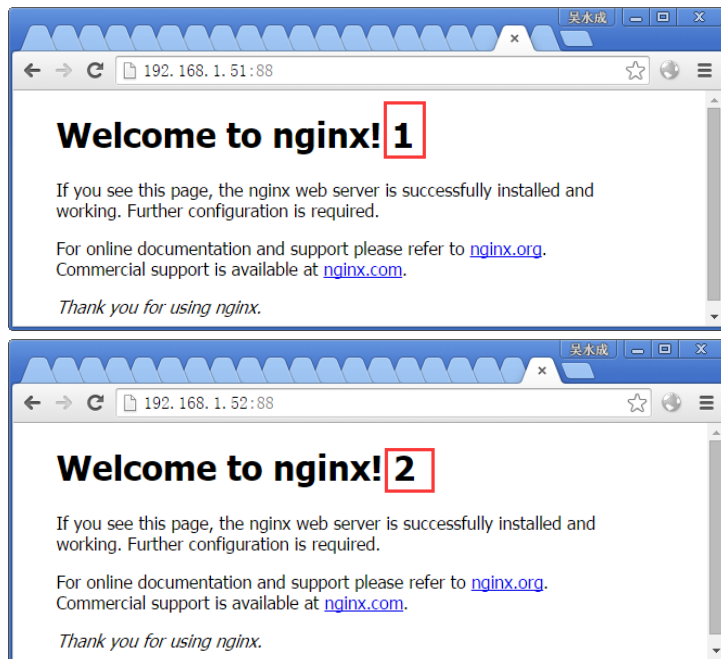 吴水成
192.168.1.51:88
Welcome to nginx! 1
If you see this page, the nginx web server is successfully installed and
working. Further configuration is required.
For online documentation and support please refer to nginx.org.
Commercial support is available at nginx.com.
Thank you for using nginx.
吴水成
192.168.1.52:88
Welcome to nginx! 2
If you see this page, the nginx web server is successfully installed and
working. Further configuration is required.
For online documentation and support please refer to nginx.org.
Commercial support is available at nginx.com.
Thank you for using nginx.